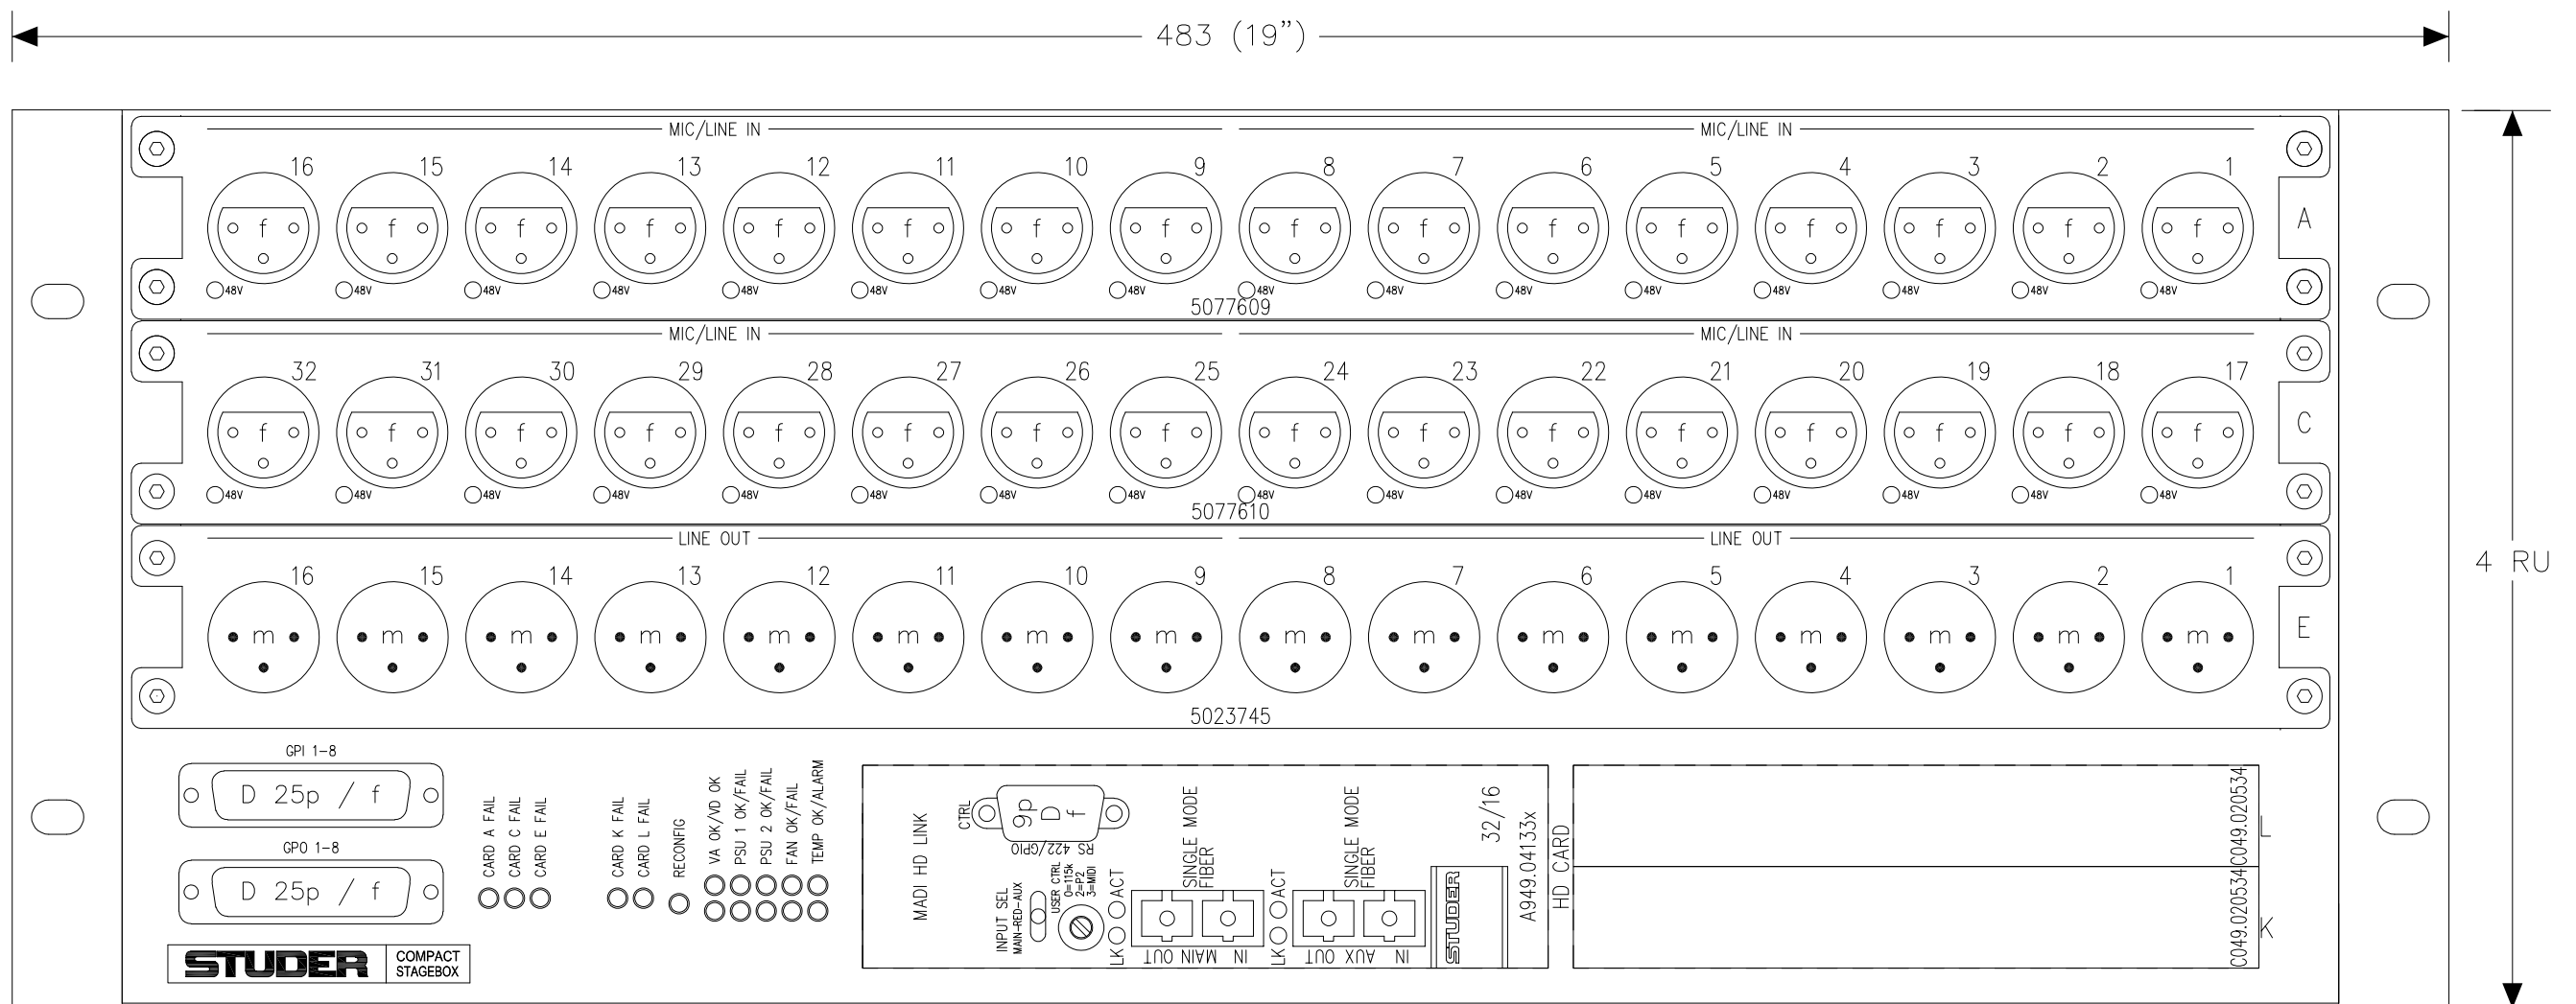 483 (19")
MIC/LINE IN MIC/LINE IN
16 15 14 13 12 11 10 9 8 7 6 5 4 3 2 1
f f f f f f f f f f f f f f f f A
48V 48V 48V 48V 48V 48V 48V 48V 48V 48V 48V 48V 48V 48V 48V 48V
5077609
MIC/LINE IN MIC/LINE IN
32 31 30 29 28 27 26 25 24 23 22 21 20 19 18 17
f f f f f f f f f f f f f f f f C
48V 48V 48V 48V 48V 48V 48V 48V 48V 48V 48V 48V 48V 48V 48V 48V
5077610
LINE OUT LINE OUT
16 15 14 13 12 11 10 9 8 7 6 5 4 3 2 1
m m m m m m m m m m m m m m m m E
5023745
4 RU
GPI 1-8
D 25p / f
GPO 1-8
D 25p / f
STUDER
COMPACT
STAGEBOX
CARD A FAIL
CARD C FAIL
CARD E FAIL
CARD K FAIL
CARD L FAIL
RECONFIG
VA OK/VD OK
PSU 1 OK/FAIL
PSU 2 OK/FAIL
FAN OK/FAIL
TEMP OK/ALARM
MADI HD LINK
CTRL
9p
D
f
RS 422/GPIO
INPUT SEL
MAIN-RED-AUX
USER CTRL
0=115k
2=P2
3=MIDI
LK ACT
SINGLE MODE
FIBER
OUT MAIN IN
LK ACT
SINGLE MODE
FIBER
OUT AUX IN
STUDER
32/16
A949.04133x
HD CARD
C049.020534
L
C049.020534
K